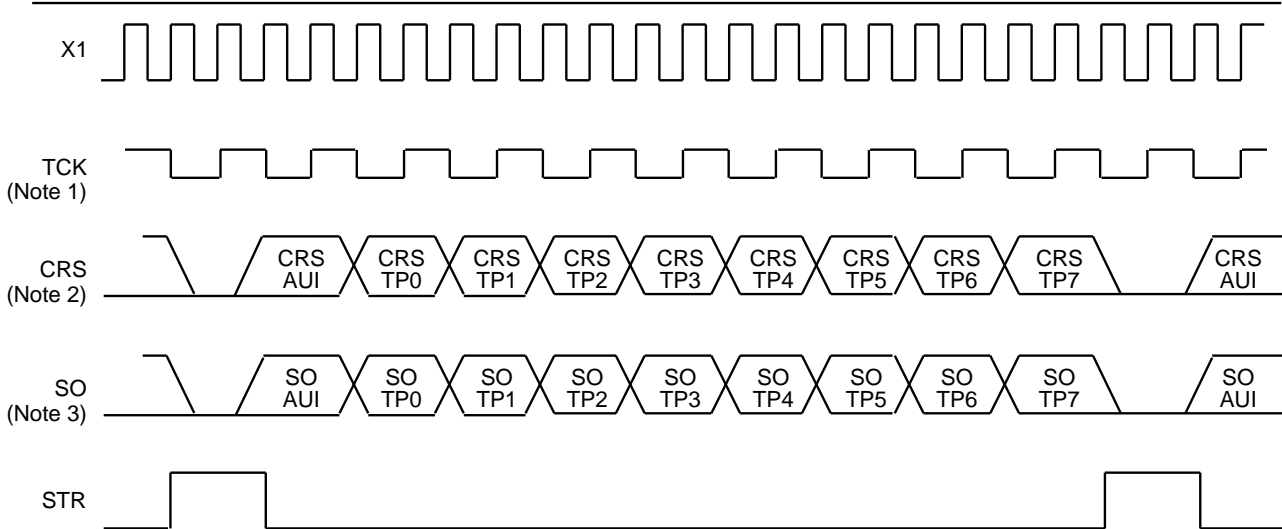 X1
TCK
(Note 1)
CRS
(Note 2)
CRS CRS CRS CRS CRS CRS CRS CRS CRS CRS
AUI TP0 TP1 TP2 TP3 TP4 TP5 TP6 TP7 AUI
SO
(Note 3)
SO SO SO SO SO SO SO SO SO SO
AUI TP0 TP1 TP2 TP3 TP4 TP5 TP6 TP7 AUI
STR